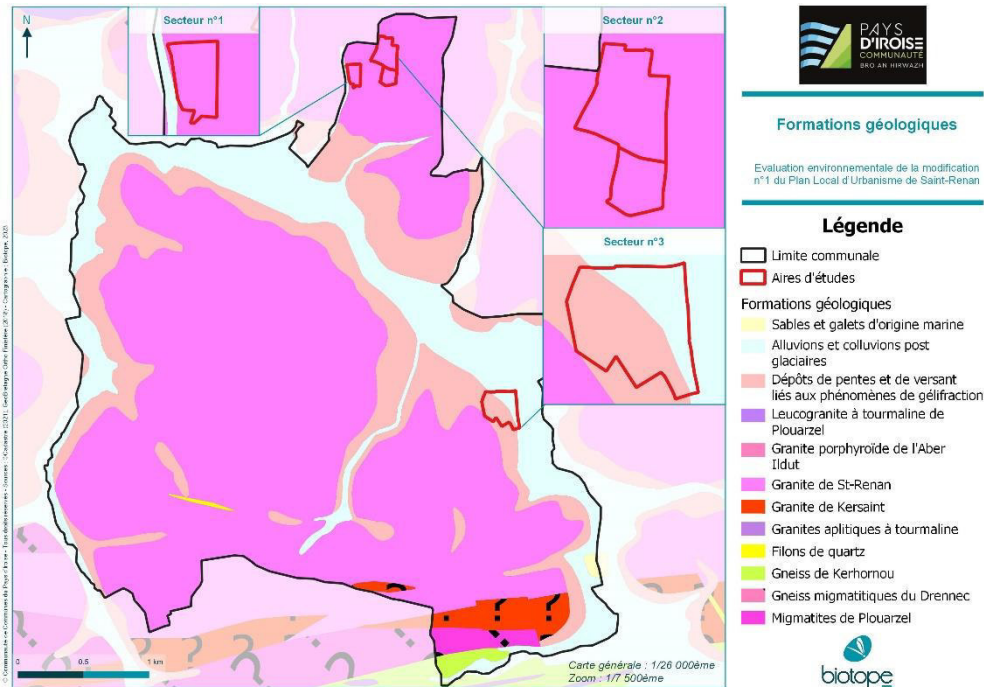 N
Secteur n°1
Secteur n°2
Secteur n°3
0 0.5 1 km
Carte générale : 1/26 000ème
Zoom : 1/7 500ème
PAYS
D'IROISE
COMMUNAUTÉ
BRO AN HIRWAZH
Formations géologiques
Evaluation environnementale de la modification
n°1 du Plan Local d'Urbanisme de Saint-Renan
Légende
Limite communale
Aires d'études
Formations géologiques
Sables et galets d'origine marine
Alluvions et colluvions post
glaciaires
Dépôts de pentes et de versant
liés aux phénomènes de gélifraction
Leucogranite à tourmaline de
Plouarzel
Granite porphyroïde de l'Aber
Ildut
Granite de St-Renan
Granite de Kersaint
Granites aplitiques à tourmaline
Filons de quartz
Gneiss de Kerhornou
Gneiss migmatitiques du Drennec
Migmatites de Plouarzel
biotope